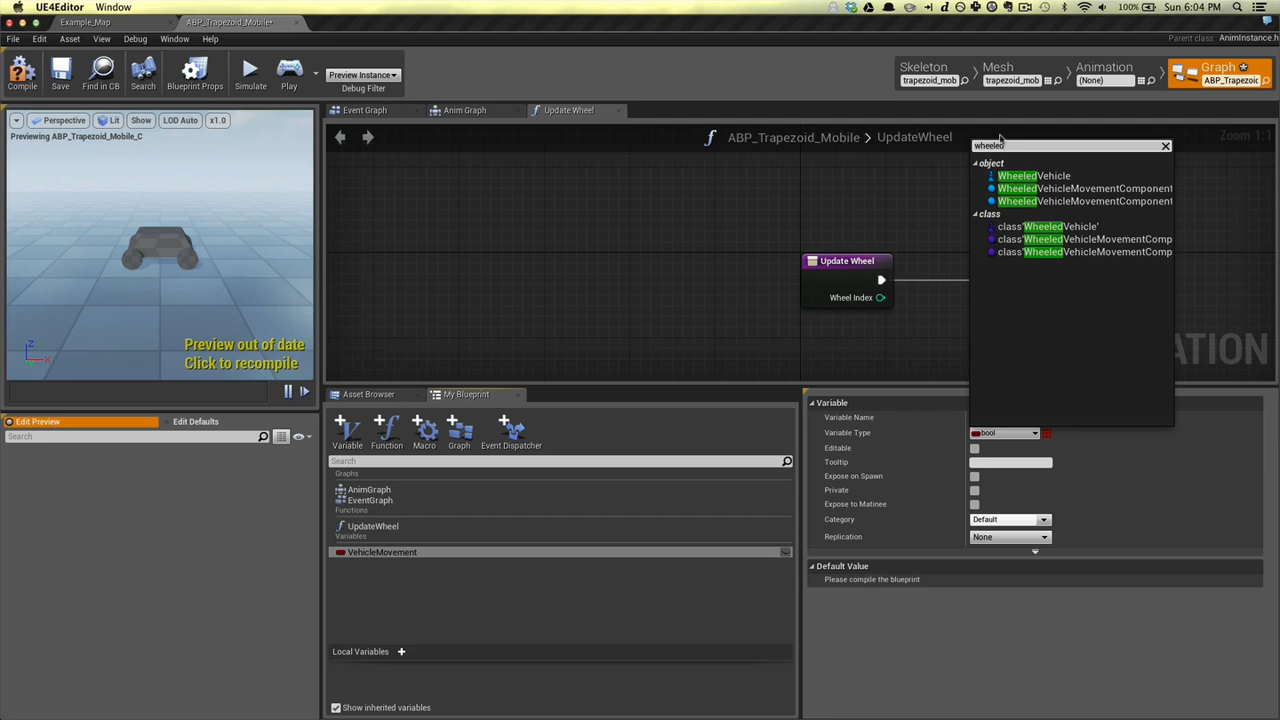 UE4Editor Window
100% Sun 6:04 PM
Example_Map
ABP_Trapezoid_Mobile*
File Edit Asset View Debug Window Help
Parent class: AnimInstance.h
Compile
Save
Find in CB
Search
Blueprint Props
Simulate
Play
Preview Instance
Debug Filter
Skeleton
trapezoid_mob
Mesh
trapezoid_mob
Animation
(None)
Graph
ABP_Trapezoid
Perspective
Lit
Show
LOD Auto
x1.0
Previewing ABP_Trapezoid_Mobile_C
Z
X
Preview out of date
Click to recompile
Event Graph
Anim Graph
Update Wheel
ABP_Trapezoid_Mobile > UpdateWheel
Zoom 1:1
Update Wheel
Wheel Index
wheeled
object
WheeledVehicle
WheeledVehicleMovementComponent
WheeledVehicleMovementComponent
class
class'WheeledVehicle'
class'WheeledVehicleMovementComp
class'WheeledVehicleMovementComp
ATION
Edit Preview
Edit Defaults
Search
Asset Browser
My Blueprint
Variable
Function
Macro
Graph
Event Dispatcher
Search
Graphs
AnimGraph
EventGraph
Functions
UpdateWheel
Variables
VehicleMovement
Local Variables
Show inherited variables
Variable
Variable Name
Variable Type
bool
Editable
Tooltip
Expose on Spawn
Private
Expose to Matinee
Category
Default
Replication
None
Default Value
Please compile the blueprint